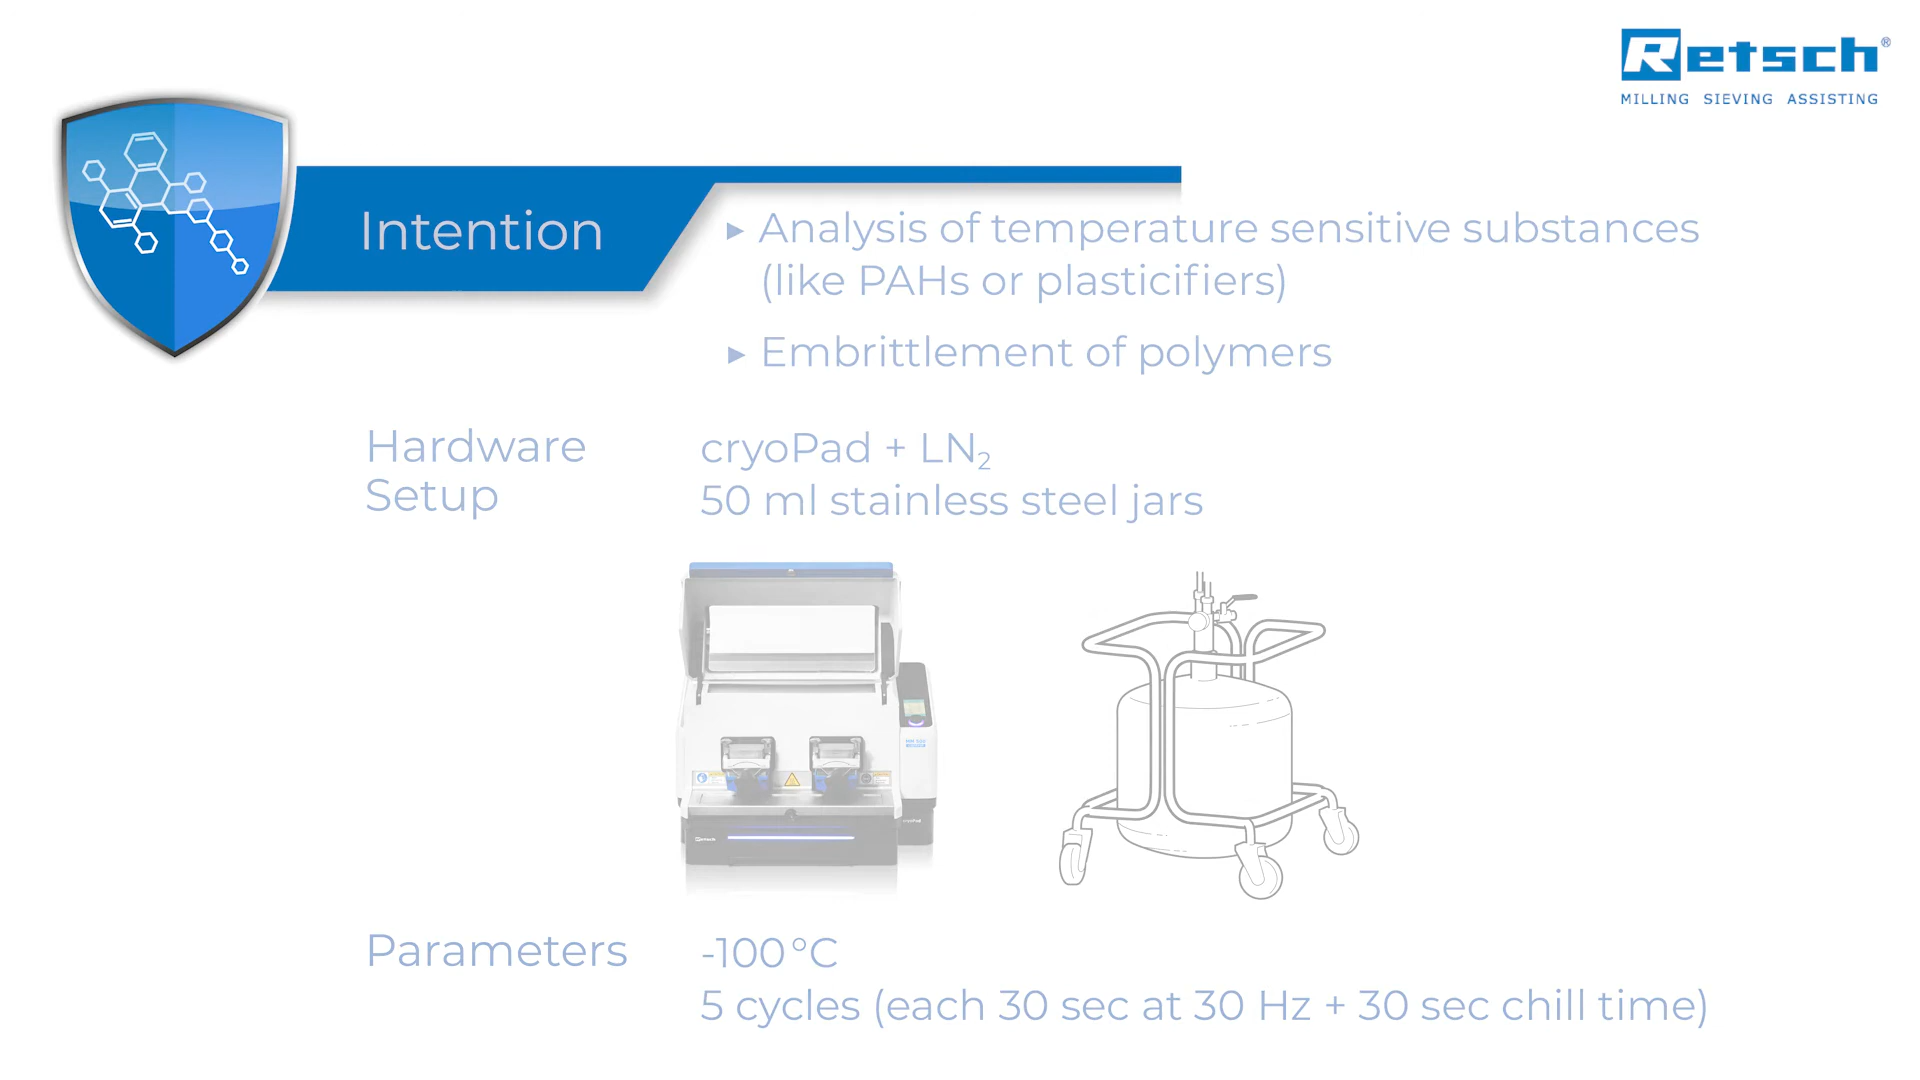 Retsch®
MILLING SIEVING ASSISTING
Intention
▸ Analysis of temperature sensitive substances
(like PAHs or plasticifiers)
▸ Embrittlement of polymers
Hardware
Setup
cryoPad + LN₂
50 ml stainless steel jars
Retsch
Parameters
-100 °C
5 cycles (each 30 sec at 30 Hz + 30 sec chill time)